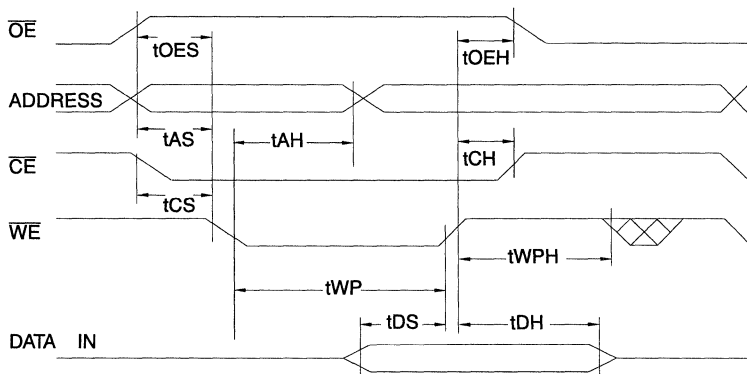 OE
tOES
tOEH
ADDRESS
tAS
tAH
tCH
CE
tCS
WE
tWPH
tWP
tDS
tDH
DATA IN